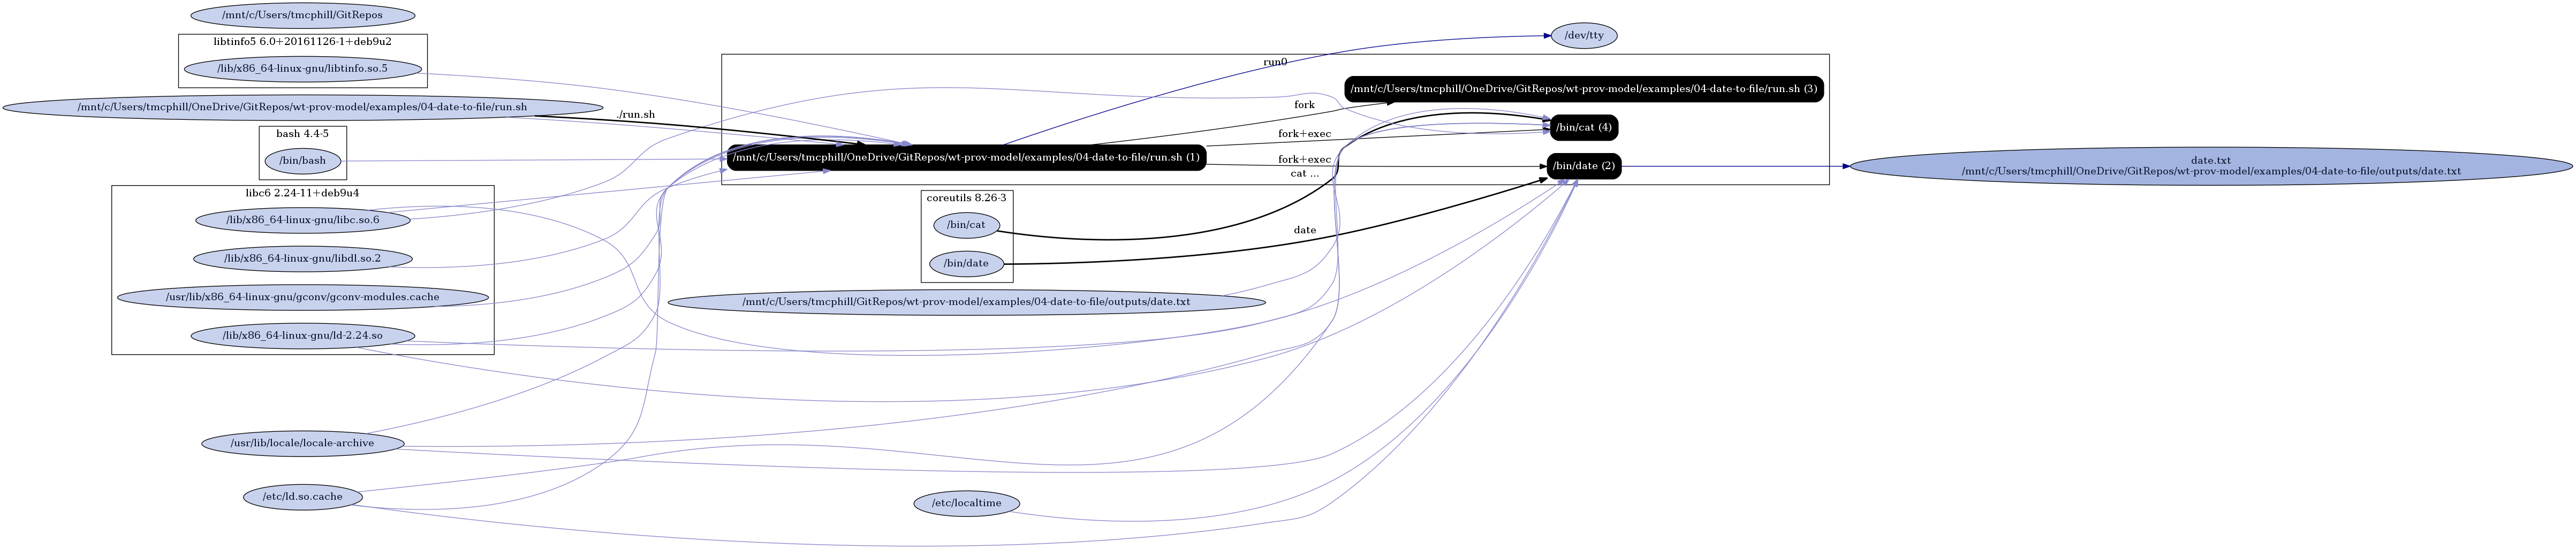 /mnt/c/Users/tmcphill/GitRepos
libtinfo5 6.0+20161126-1+deb9u2
/lib/x86_64-linux-gnu/libtinfo.so.5
/mnt/c/Users/tmcphill/OneDrive/GitRepos/wt-prov-model/examples/04-date-to-file/run.sh
./run.sh
bash 4.4-5
/bin/bash
libc6 2.24-11+deb9u4
/lib/x86_64-linux-gnu/libc.so.6
/lib/x86_64-linux-gnu/libdl.so.2
/usr/lib/x86_64-linux-gnu/gconv/gconv-modules.cache
/lib/x86_64-linux-gnu/ld-2.24.so
/usr/lib/locale/locale-archive
/etc/ld.so.cache
run0
/mnt/c/Users/tmcphill/OneDrive/GitRepos/wt-prov-model/examples/04-date-to-file/run.sh (1)
coreutils 8.26-3
/bin/cat
/bin/date
/mnt/c/Users/tmcphill/GitRepos/wt-prov-model/examples/04-date-to-file/outputs/date.txt
/etc/localtime
fork
fork+exec
fork+exec
cat ...
date
/dev/tty
/mnt/c/Users/tmcphill/OneDrive/GitRepos/wt-prov-model/examples/04-date-to-file/run.sh (3)
/bin/cat (4)
/bin/date (2)
date.txt
/mnt/c/Users/tmcphill/OneDrive/GitRepos/wt-prov-model/examples/04-date-to-file/outputs/date.txt